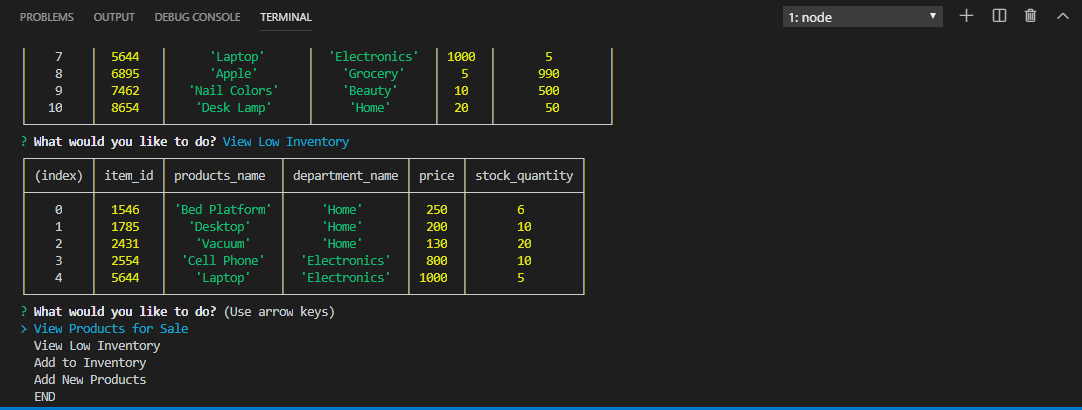 PROBLEMS OUTPUT DEBUG CONSOLE TERMINAL 1: node
7 5644 'Laptop' 'Electronics' 1000 5
8 6895 'Apple' 'Grocery' 5 990
9 7462 'Nail Colors' 'Beauty' 10 500
10 8654 'Desk Lamp' 'Home' 20 50
? What would you like to do? View Low Inventory
(index) item_id products_name department_name price stock_quantity
0 1546 'Bed Platform' 'Home' 250 6
1 1785 'Desktop' 'Home' 200 10
2 2431 'Vacuum' 'Home' 130 20
3 2554 'Cell Phone' 'Electronics' 800 10
4 5644 'Laptop' 'Electronics' 1000 5
? What would you like to do? (Use arrow keys)
> View Products for Sale
View Low Inventory
Add to Inventory
Add New Products
END